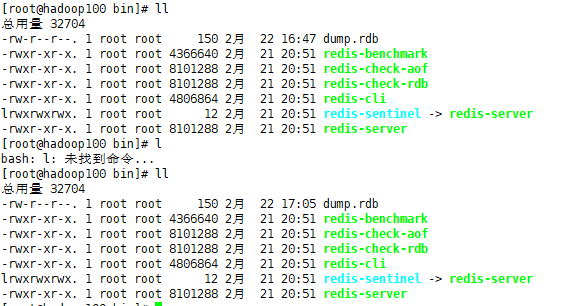 [root@hadoop100 bin]# ll
总用量 32704
-rw-r--r--. 1 root root     150 2月  22 16:47 dump.rdb
-rwxr-xr-x. 1 root root 4366640 2月  21 20:51 redis-benchmark
-rwxr-xr-x. 1 root root 8101288 2月  21 20:51 redis-check-aof
-rwxr-xr-x. 1 root root 8101288 2月  21 20:51 redis-check-rdb
-rwxr-xr-x. 1 root root 4806864 2月  21 20:51 redis-cli
lrwxrwxrwx. 1 root root      12 2月  21 20:51 redis-sentinel -> redis-server
-rwxr-xr-x. 1 root root 8101288 2月  21 20:51 redis-server
[root@hadoop100 bin]# l
bash: l: 未找到命令...
[root@hadoop100 bin]# ll
总用量 32704
-rw-r--r--. 1 root root     150 2月  22 17:05 dump.rdb
-rwxr-xr-x. 1 root root 4366640 2月  21 20:51 redis-benchmark
-rwxr-xr-x. 1 root root 8101288 2月  21 20:51 redis-check-aof
-rwxr-xr-x. 1 root root 8101288 2月  21 20:51 redis-check-rdb
-rwxr-xr-x. 1 root root 4806864 2月  21 20:51 redis-cli
lrwxrwxrwx. 1 root root      12 2月  21 20:51 redis-sentinel -> redis-server
-rwxr-xr-x. 1 root root 8101288 2月  21 20:51 redis-server
[root@hadoop100 bin]#